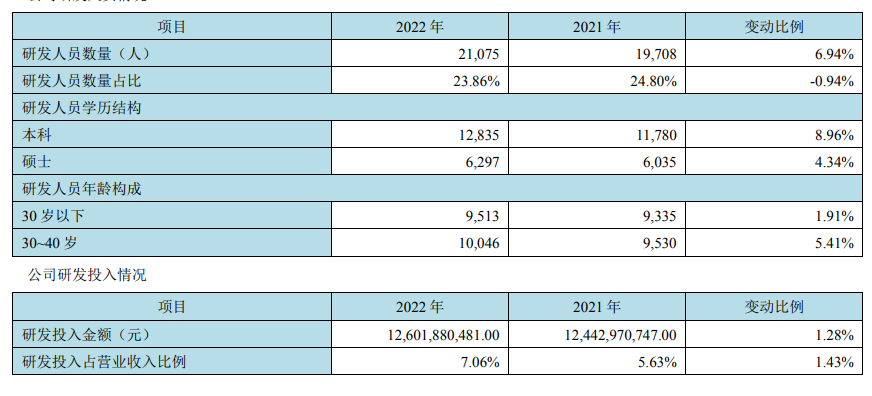 项目 2022 年 2021 年 变动比例
研发人员数量（人） 21,075 19,708 6.94%
研发人员数量占比 23.86% 24.80% -0.94%
研发人员学历结构
本科 12,835 11,780 8.96%
硕士 6,297 6,035 4.34%
研发人员年龄构成
30 岁以下 9,513 9,335 1.91%
30~40 岁 10,046 9,530 5.41%
公司研发投入情况
项目 2022 年 2021 年 变动比例
研发投入金额（元） 12,601,880,481.00 12,442,970,747.00 1.28%
研发投入占营业收入比例 7.06% 5.63% 1.43%